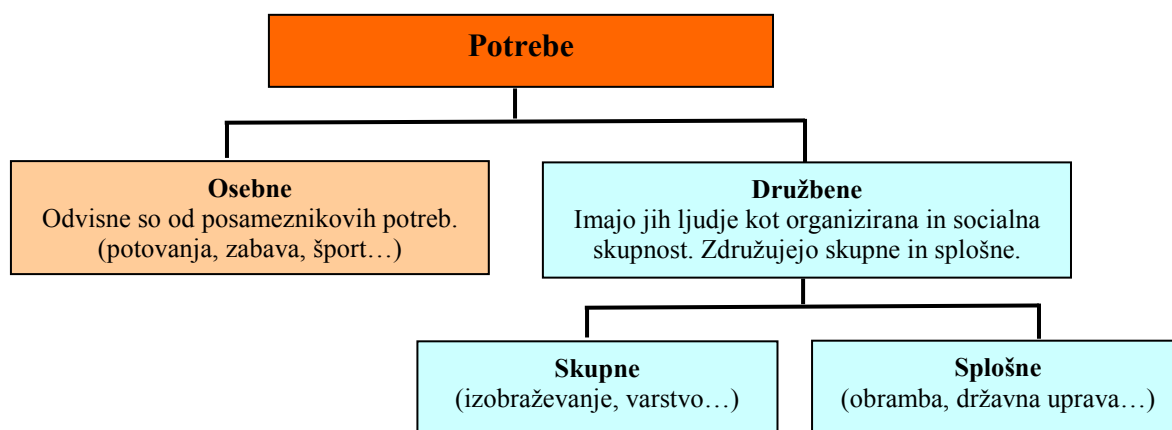 Potrebe
Osebne
Odvisne so od posameznikovih potreb.
(potovanja, zabava, šport…)
Družbene
Imajo jih ljudje kot organizirana in socialna
skupnost. Združujejo skupne in splošne.
Skupne
(izobraževanje, varstvo…)
Splošne
(obramba, državna uprava…)